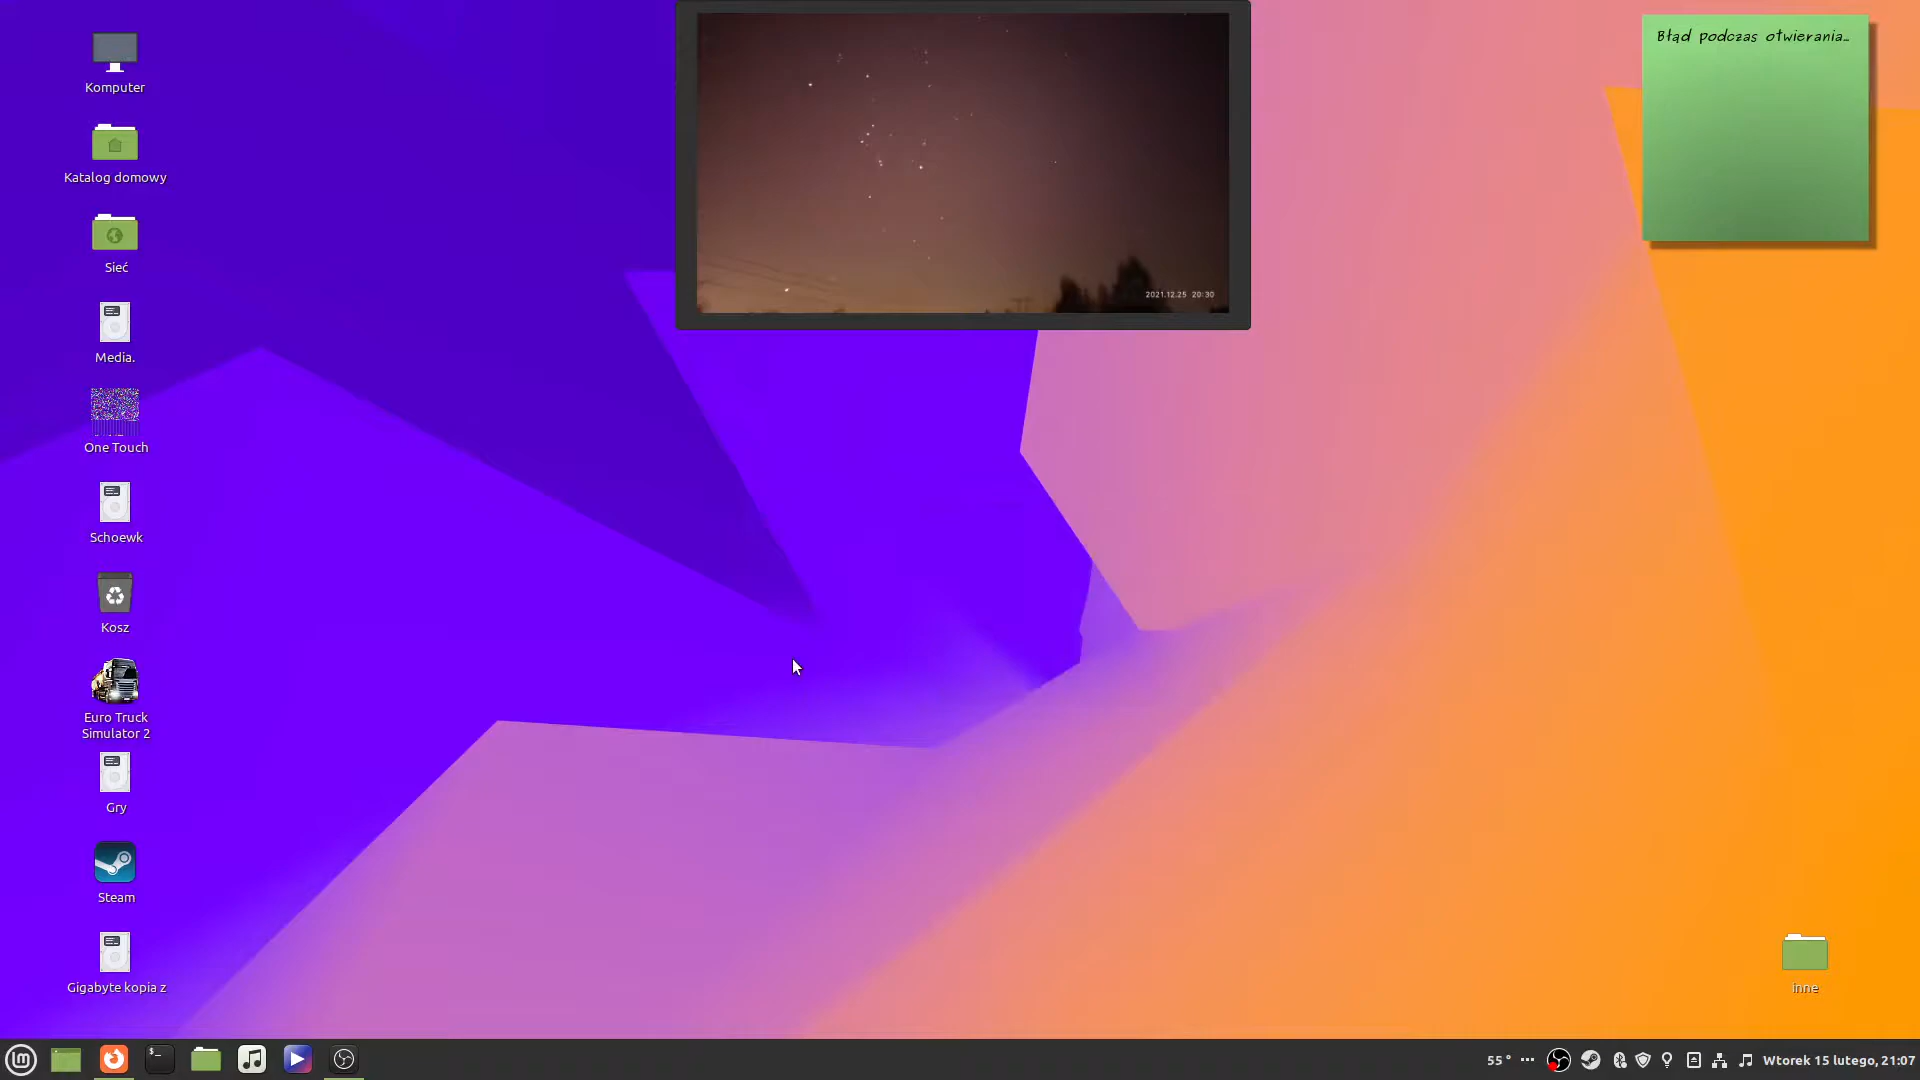 Błąd podczas otwierania...
2021.12.25 20:30
Komputer
Katalog domowy
Sieć
Media.
One Touch
Schoewk
Kosz
Euro Truck
Simulator 2
Gry
Steam
Gigabyte kopia z
inne
55° Wtorek 15 lutego, 21:07